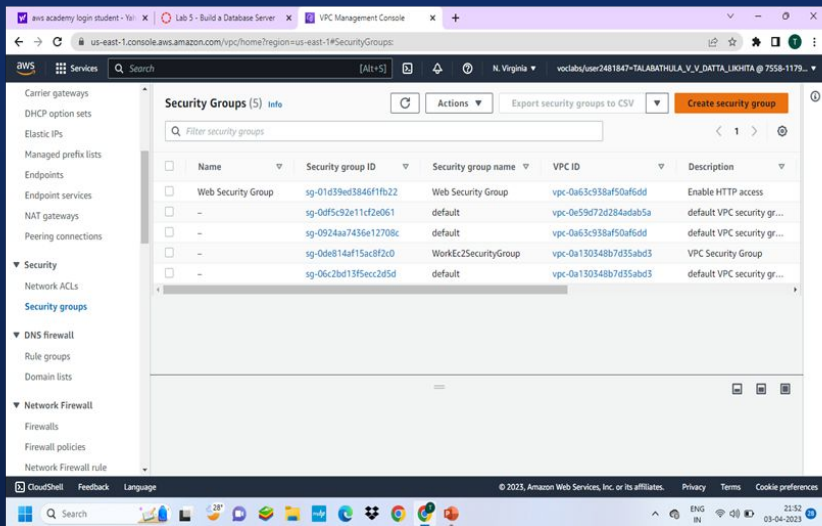 aws academy login student - Yah
Lab 5 - Build a Database Server
VPC Management Console
us-east-1.console.aws.amazon.com/vpc/home?region=us-east-1#SecurityGroups:
aws Services Search [Alt+S] N. Virginia voclabs/user2481847=TALABATHULA_V_V_DATTA_LIKHITA @ 7558-1179...
Carrier gateways
DHCP option sets
Elastic IPs
Managed prefix lists
Endpoints
Endpoint services
NAT gateways
Peering connections
Security
Network ACLs
Security groups
DNS firewall
Rule groups
Domain lists
Network Firewall
Firewalls
Firewall policies
Network Firewall rule
Security Groups (5) Info
Actions
Export security groups to CSV
Create security group
Filter security groups
1
Name Security group ID Security group name VPC ID Description
Web Security Group sg-01d39ed3846f1fb22 Web Security Group vpc-0a63c938af50af6dd Enable HTTP access
– sg-0df5c92e11cf2e061 default vpc-0e59d72d284adab5a default VPC security gr...
– sg-0924aa7436e12708c default vpc-0a63c938af50af6dd default VPC security gr...
– sg-0de814af15ac8f2c0 WorkEc2SecurityGroup vpc-0a130348b7d35abd3 VPC Security Group
– sg-06c2bd13f5ecc2d5d default vpc-0a130348b7d35abd3 default VPC security gr...
CloudShell Feedback Language © 2023, Amazon Web Services, Inc. or its affiliates. Privacy Terms Cookie preferences
Search 28° ENG IN 21:52 03-04-2023